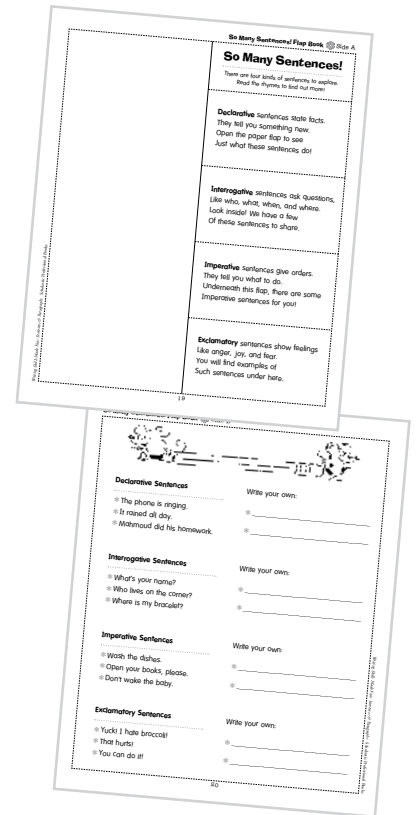 So Many Sentences! Flap Book Side A
So Many Sentences!
There are four kinds of sentences to explore.
Read the rhymes to find out more!
Declarative sentences state facts.
They tell you something new.
Open the paper flap to see
Just what these sentences do!
Interrogative sentences ask questions,
Like who, what, when, and where.
Look inside! We have a few
Of these sentences to share.
Imperative sentences give orders.
They tell you what to do.
Underneath this flap, there are some
Imperative sentences for you!
Exclamatory sentences show feelings
Like anger, joy, and fear.
You will find examples of
Such sentences under here.
19
Declarative Sentences
The phone is ringing.
It rained all day.
Mahmoud did his homework.
Write your own:
Interrogative Sentences
What's your name?
Who lives on the corner?
Where is my bracelet?
Write your own:
Imperative Sentences
Wash the dishes.
Open your books, please.
Don't wake the baby.
Write your own:
Exclamatory Sentences
Yuck! I hate broccoli!
That hurts!
You can do it!
Write your own:
20